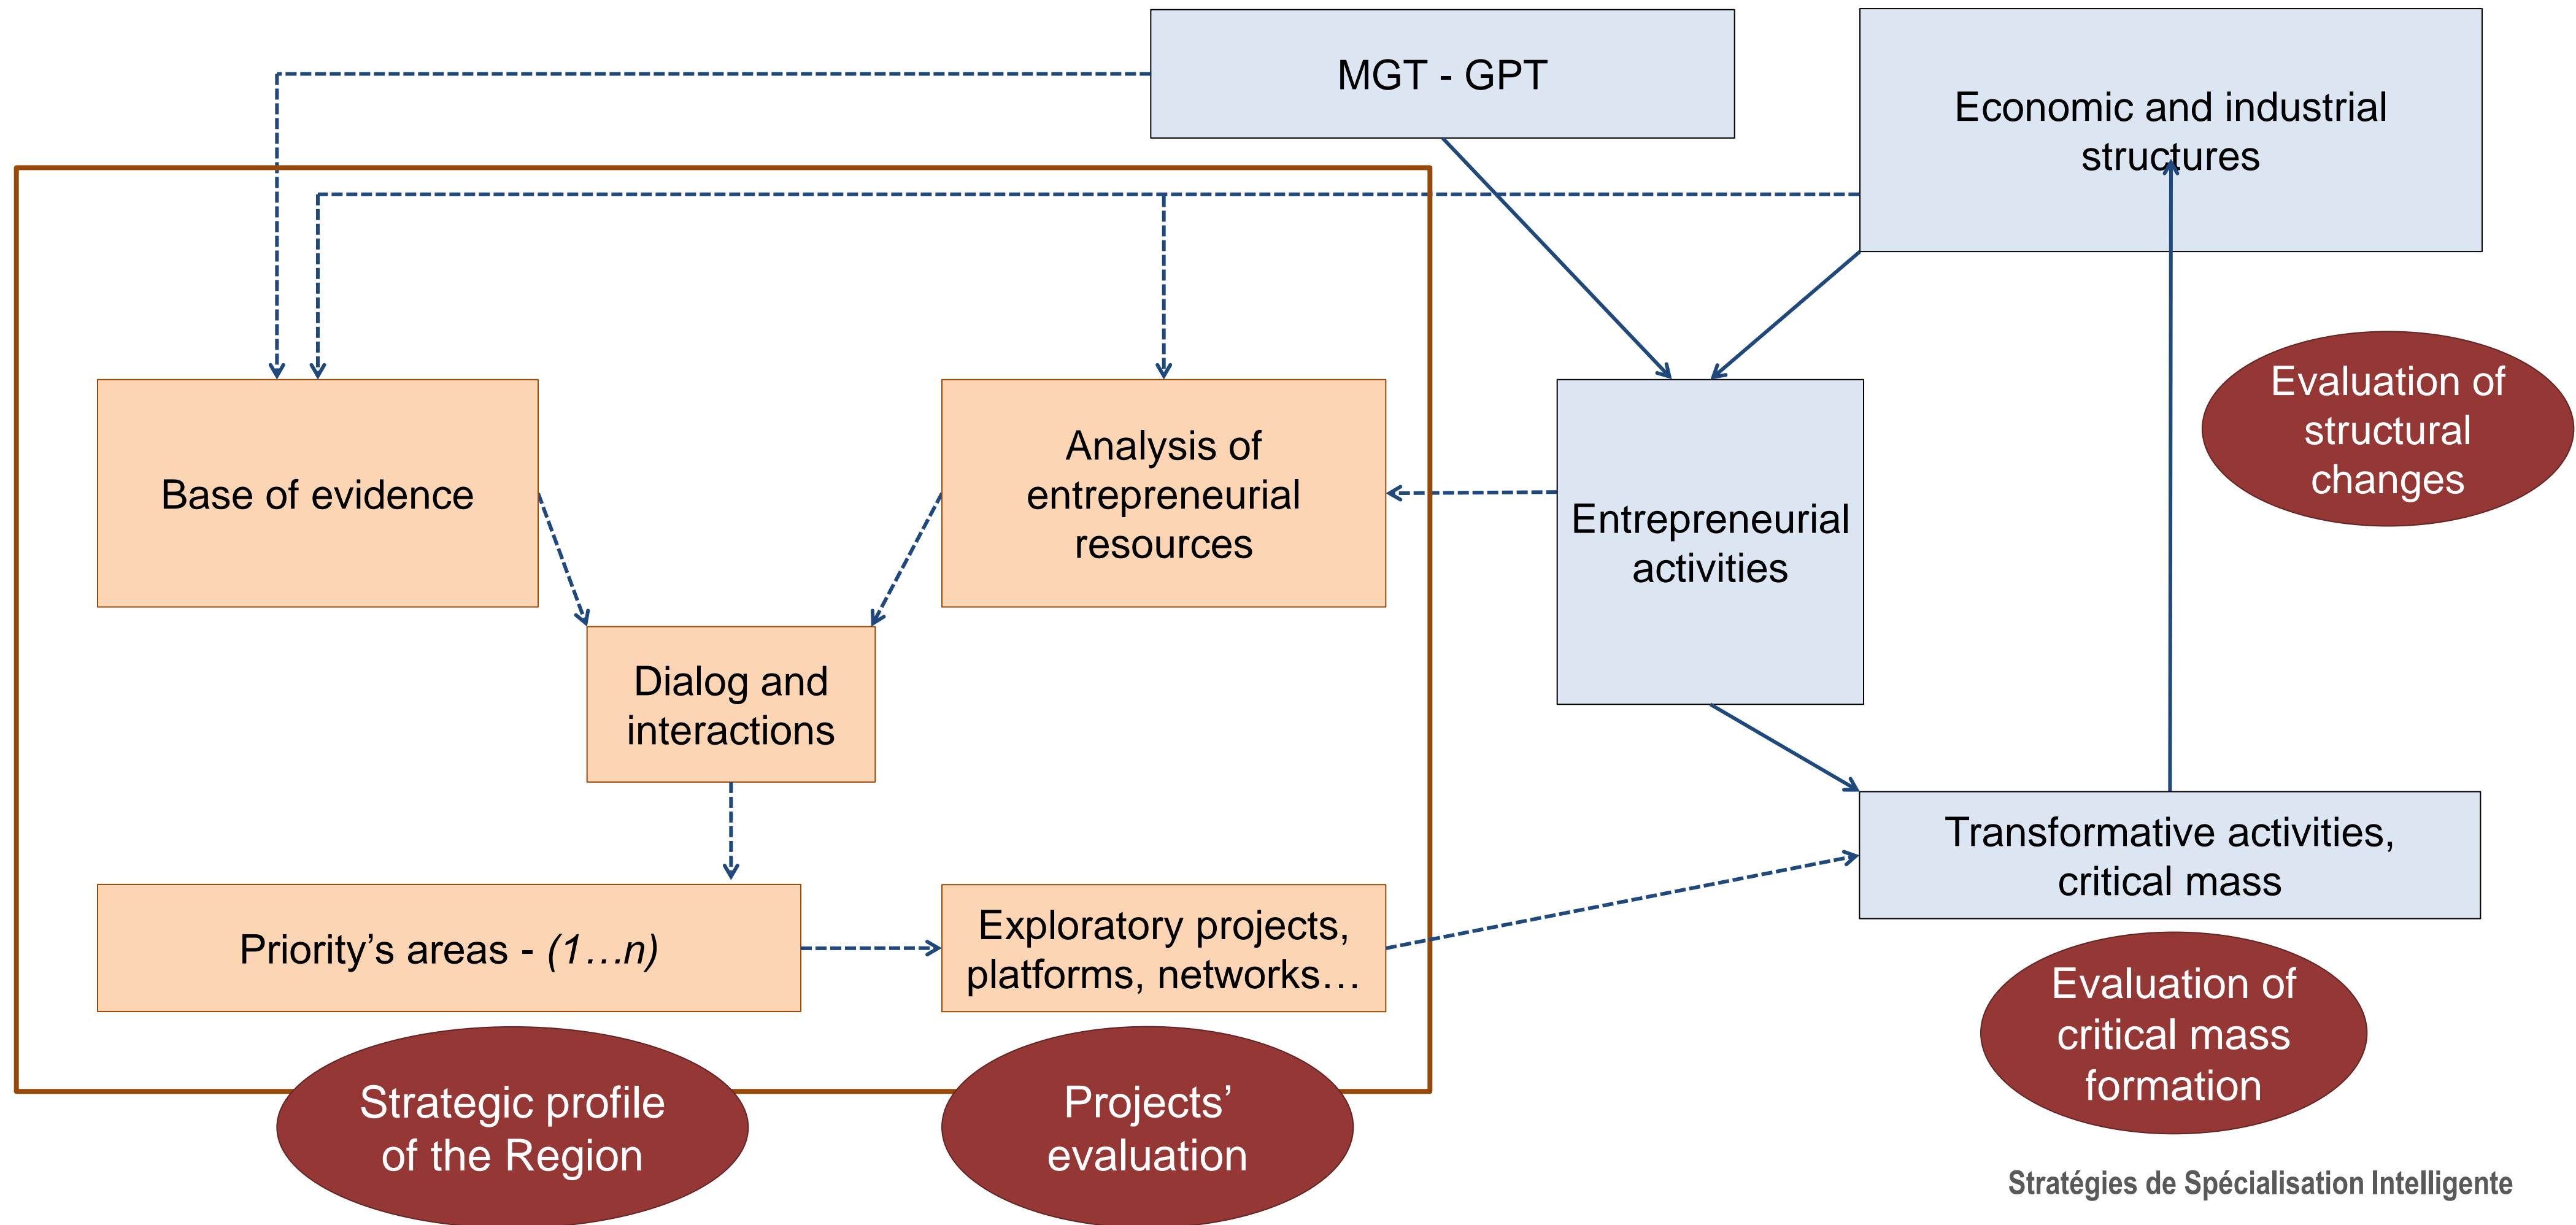 MGT - GPT
Economic and industrial
structures
Evaluation of
structural
changes
Base of evidence
Analysis of
entrepreneurial
resources
Entrepreneurial
activities
Dialog and
interactions
Transformative activities,
critical mass
Priority’s areas - (1…n)
Exploratory projects,
platforms, networks…
Evaluation of
critical mass
formation
Strategic profile
of the Region
Projects’
evaluation
Stratégies de Spécialisation Intelligente